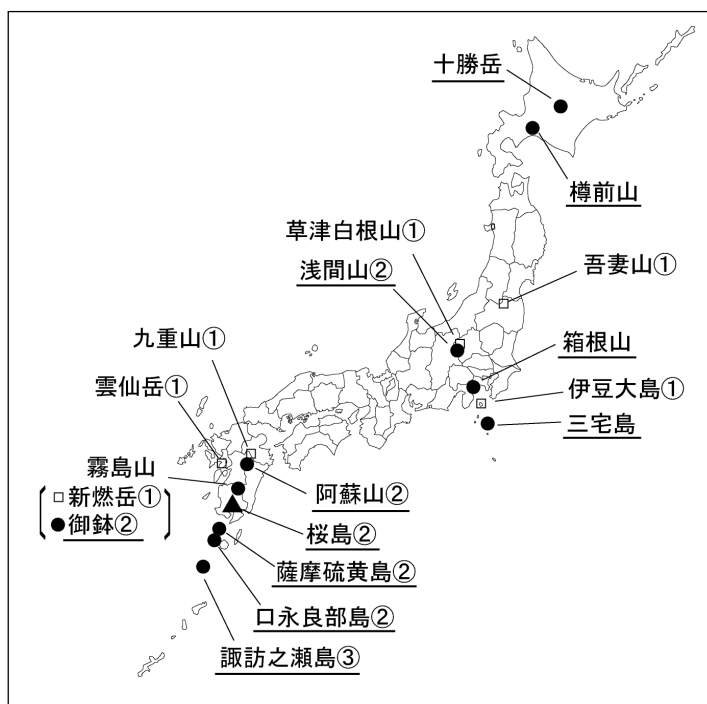 十勝岳
樽前山
草津白根山①
吾妻山①
浅間山②
九重山①
箱根山
雲仙岳①
伊豆大島①
三宅島
霧島山
□新燃岳①
●御鉢②
阿蘇山②
桜島②
薩摩硫黄島②
口永良部島②
諏訪之瀬島③